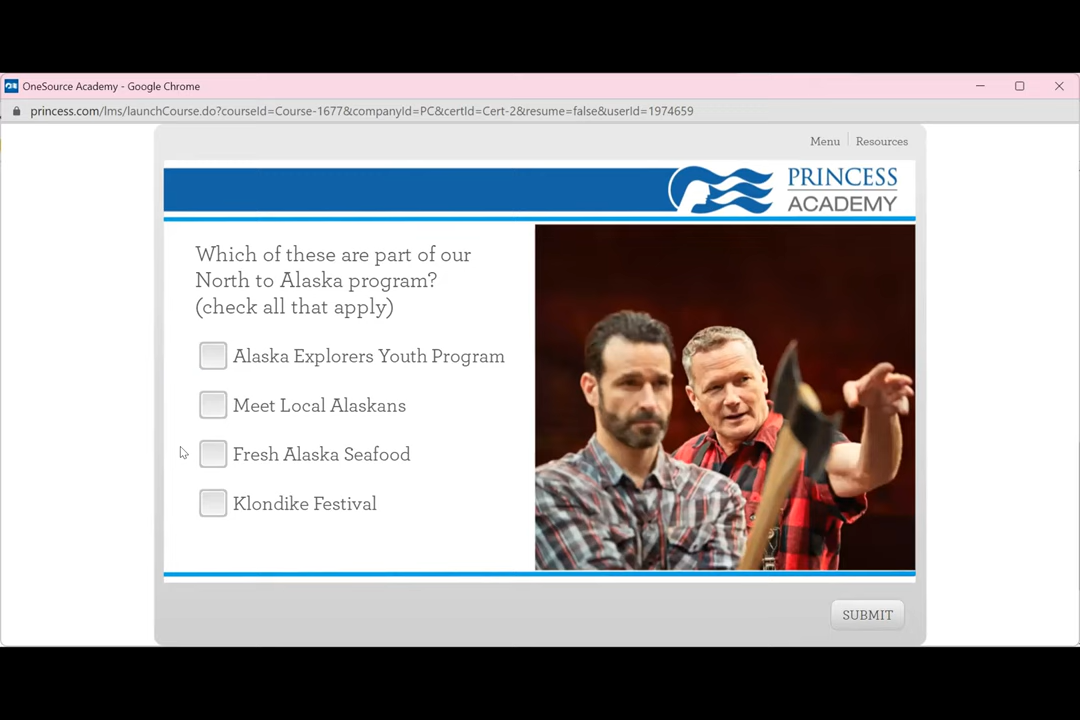 OneSource Academy - Google Chrome
princess.com/lms/launchCourse.do?courseId=Course-1677&companyId=PC&certId=Cert-2&resume=false&userId=1974659
Menu
Resources
PRINCESS
ACADEMY
Which of these are part of our
North to Alaska program?
(check all that apply)
Alaska Explorers Youth Program
Meet Local Alaskans
Fresh Alaska Seafood
Klondike Festival
SUBMIT